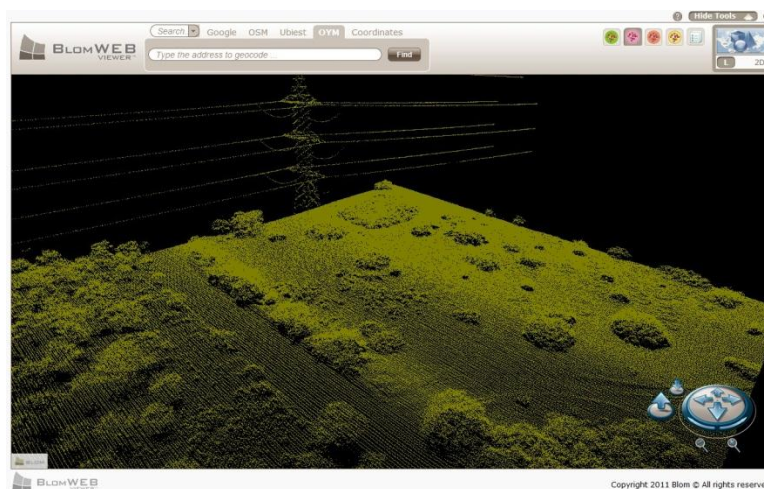 Hide Tools
Search Google OSM Ubiest OYM Coordinates
BLOMWEB
VIEWER™
Type the address to geocode ...
Find
L 2D
BLOM
BLOMWEB
VIEWER
Copyright 2011 Blom © All rights reserve